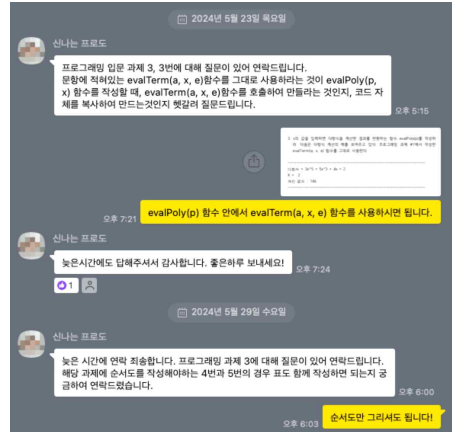 2024년 5월 23일 목요일
신나는 프로도
프로그래밍 입문 과제 3, 3번에 대해 질문이 있어 연락드립니다.
문항에 적혀있는 evalTerm(a, x, e)함수를 그대로 사용하라는 것이 evalPoly(p,
x) 함수를 작성할 때, evalTerm(a, x, e)함수를 호출하여 만들라는 것인지, 코드 자
체를 복사하여 만드는것인지 헷갈려 질문드립니다.
오후 5:15
오후 7:21
evalPoly(p) 함수 안에서 evalTerm(a, x, e) 함수를 사용하시면 됩니다.
신나는 프로도
늦은시간에도 답해주셔서 감사합니다. 좋은하루 보내세요!
오후 7:24
1
2024년 5월 29일 수요일
신나는 프로도
늦은 시간에 연락 죄송합니다. 프로그래밍 과제 3에 대해 질문이 있어 연락드립니다.
해당 과제에 순서도를 작성해야하는 4번과 5번의 경우 표도 함께 작성하면 되는지 궁
금하여 연락드렸습니다.
오후 6:00
오후 6:03
순서도만 그리셔도 됩니다!